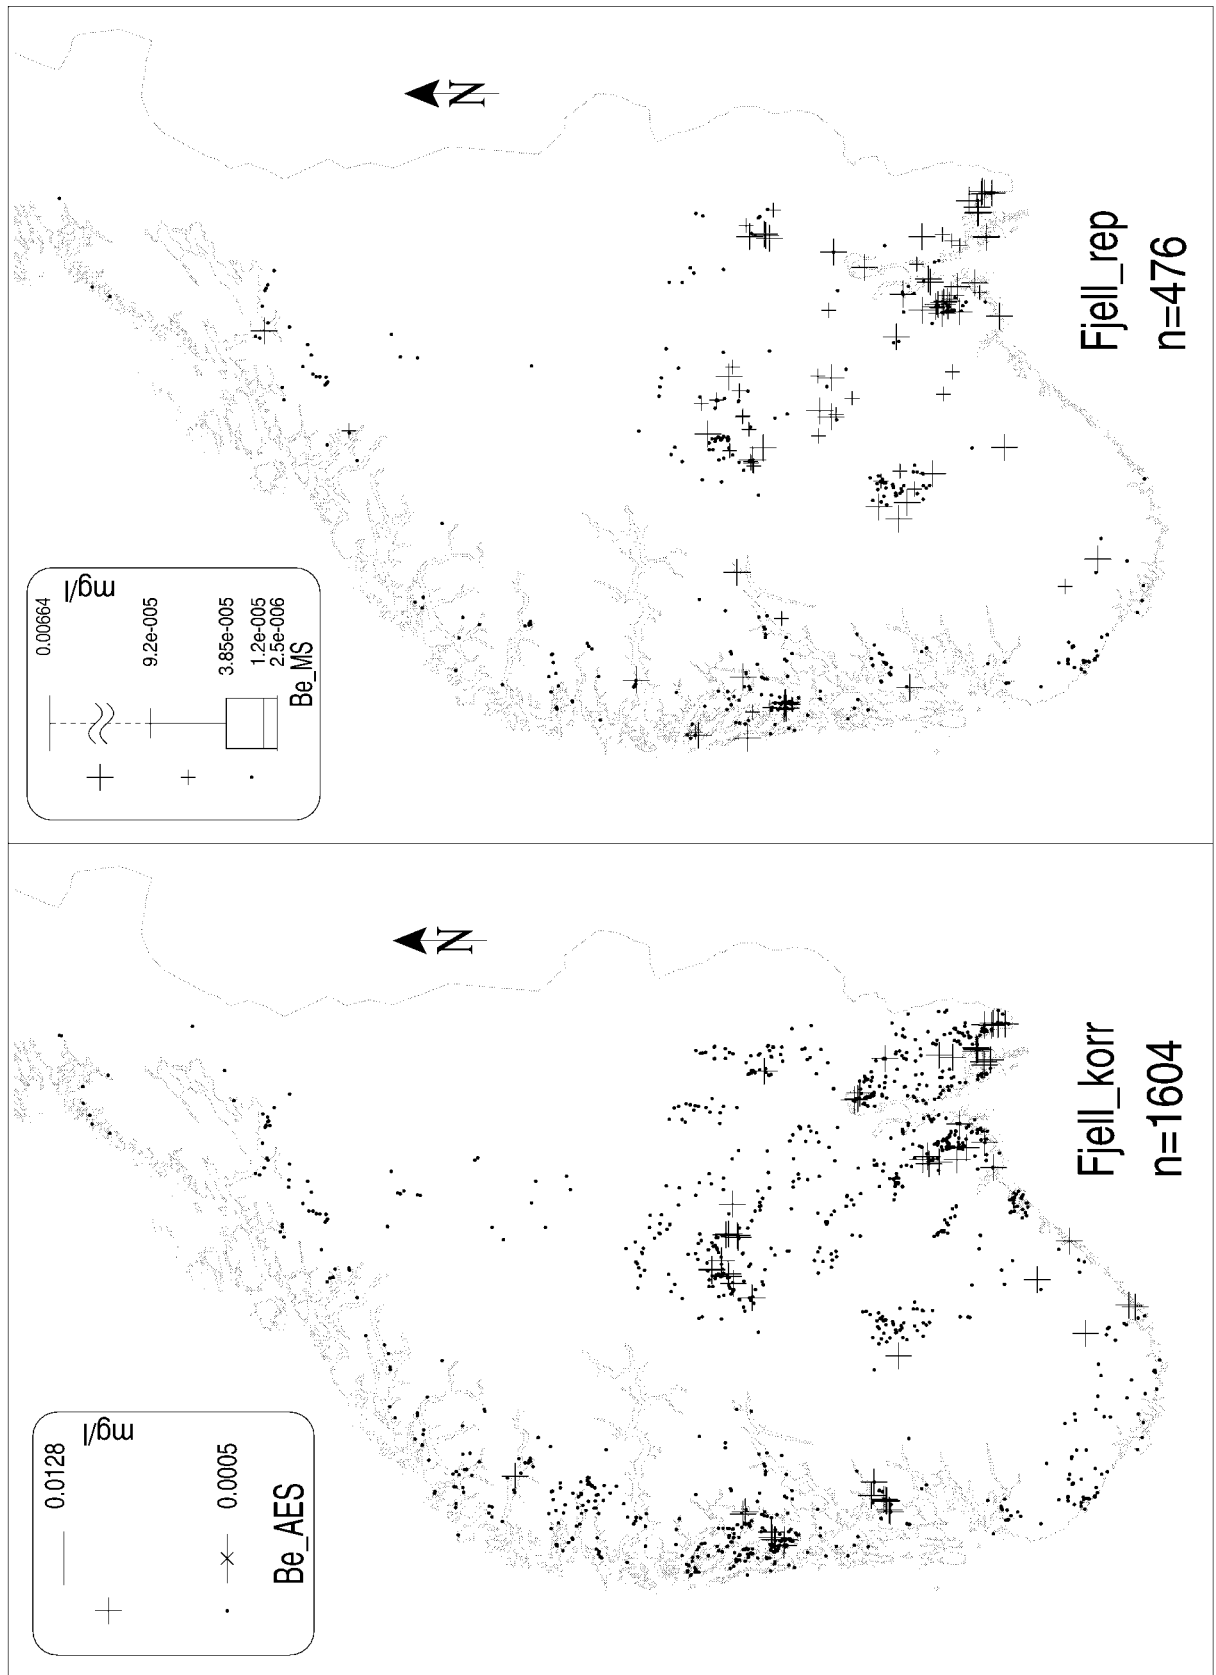 0.0128
mg/l
0.0005
Be_AES
N
Fjell_korr
n=1604
0.00664
mg/l
9.2e-005
3.85e-005
1.2e-005
2.5e-006
Be_MS
N
Fjell_rep
n=476